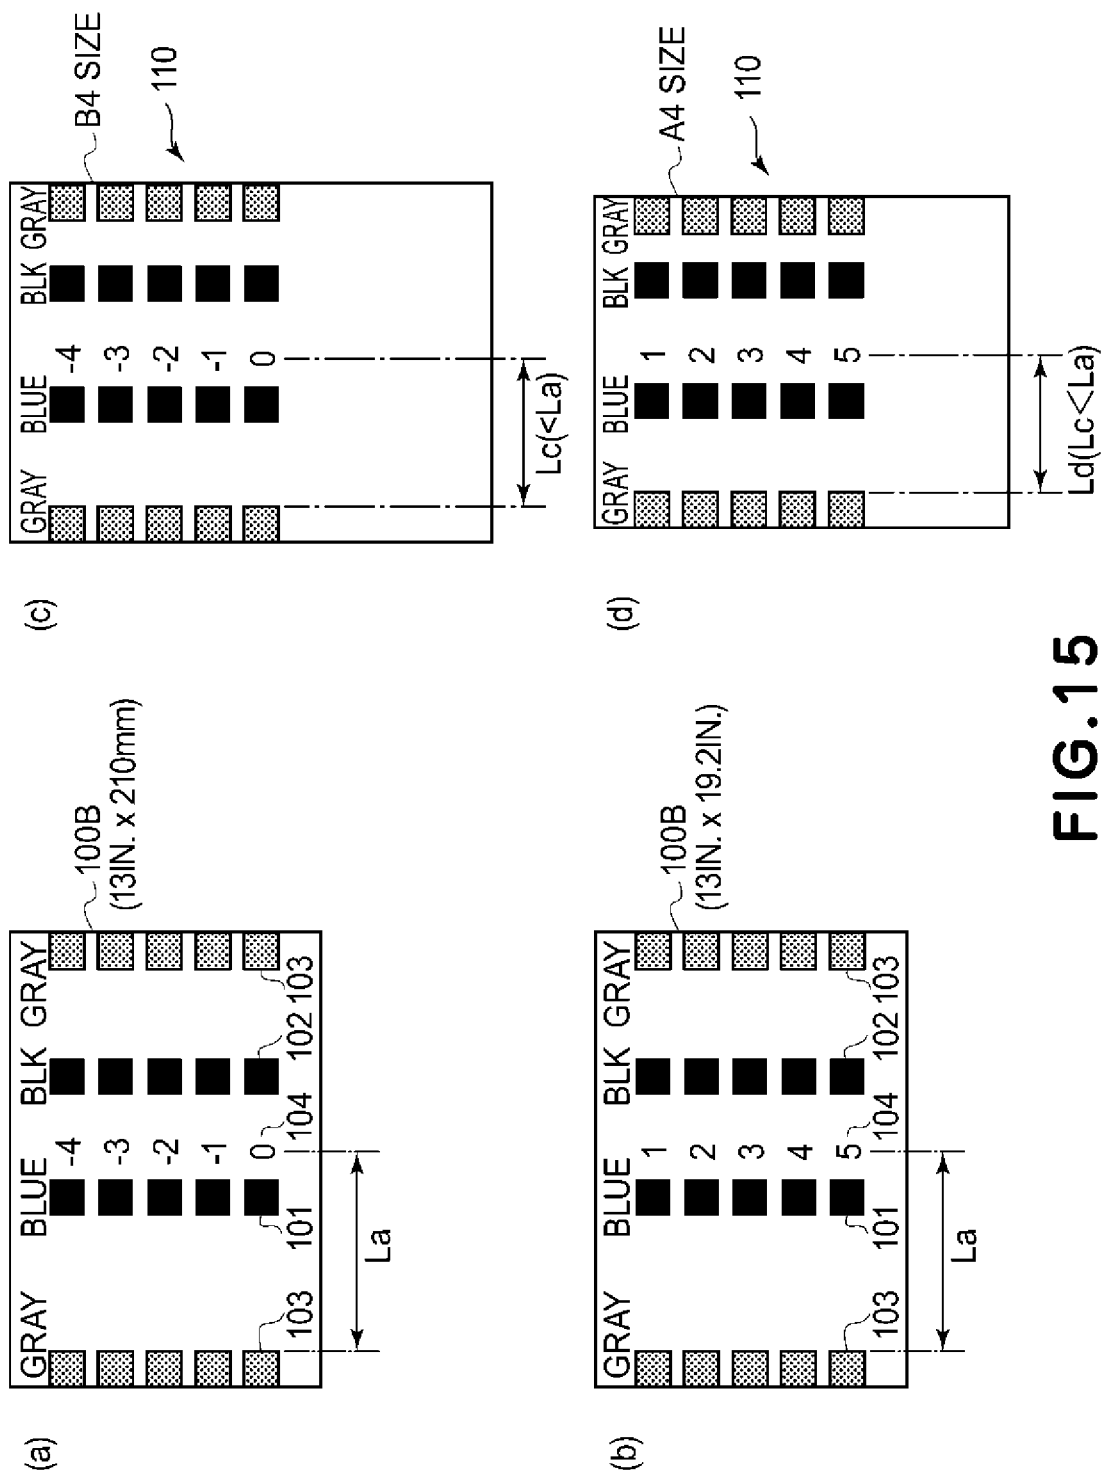 (a)
GRAY BLUE BLK GRAY
-4
-3
-2
-1
0
103 101 104 102 103
La
100B
(13IN. x 210mm)
(b)
GRAY BLUE BLK GRAY
1
2
3
4
5
103 101 104 102 103
La
100B
(13IN. x 19.2IN.)
(c)
GRAY BLUE BLK GRAY
-4
-3
-2
-1
0
Lc(<La)
B4 SIZE
110
(d)
GRAY BLUE BLK GRAY
1
2
3
4
5
Ld(Lc<La)
A4 SIZE
110
FIG.15